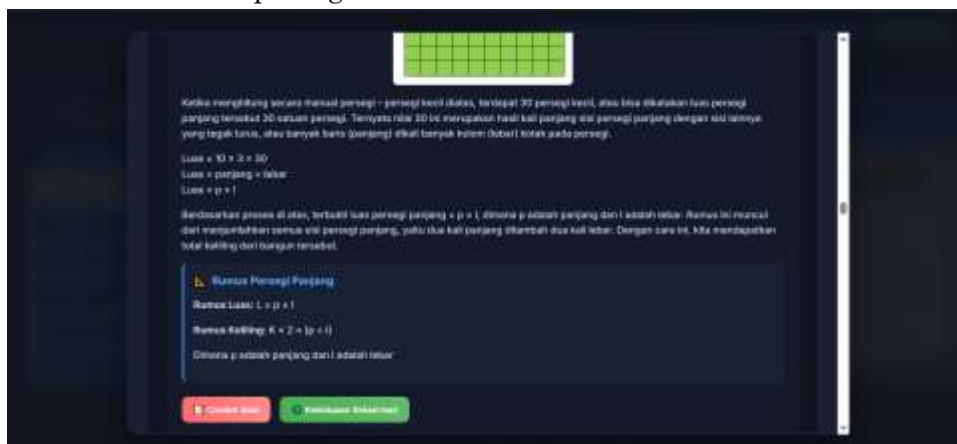 Ketika menghitung secara manual persegi - persegi kecil diatas, terdapat 30 persegi kecil, atau bisa dikatakan luas persegi
panjang tersebut 30 satuan persegi. Ternyata nilai 30 ini merupakan hasil kali panjang sisi persegi panjang dengan sisi lainnya
yang tegak lurus, atau banyak baris (panjang) dikali banyak kolom (lebar) kotak pada persegi.
Luas = 10 × 3 = 30
Luas = panjang × lebar
Luas = p × l
Berdasarkan proses di atas, terbukti luas persegi panjang = p × l, dimana p adalah panjang dan l adalah lebar. Rumus ini muncul
dari menjumlahkan semua sisi persegi panjang, yaitu dua kali panjang ditambah dua kali lebar. Dengan cara ini, kita mendapatkan
total keliling dari bangun tersebut.
Rumus Persegi Panjang
Rumus Luas: L = p × l
Rumus Keliling: K = 2 × (p + l)
Dimana p adalah panjang dan l adalah lebar
Contoh Soal
Kehidupan Sehari-hari